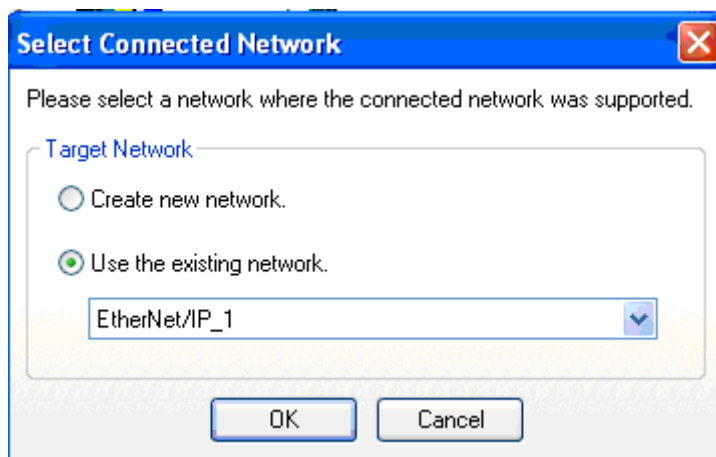 Select Connected Network
Please select a network where the connected network was supported.
Target Network
Create new network.
Use the existing network.
EtherNet/IP_1
OK Cancel